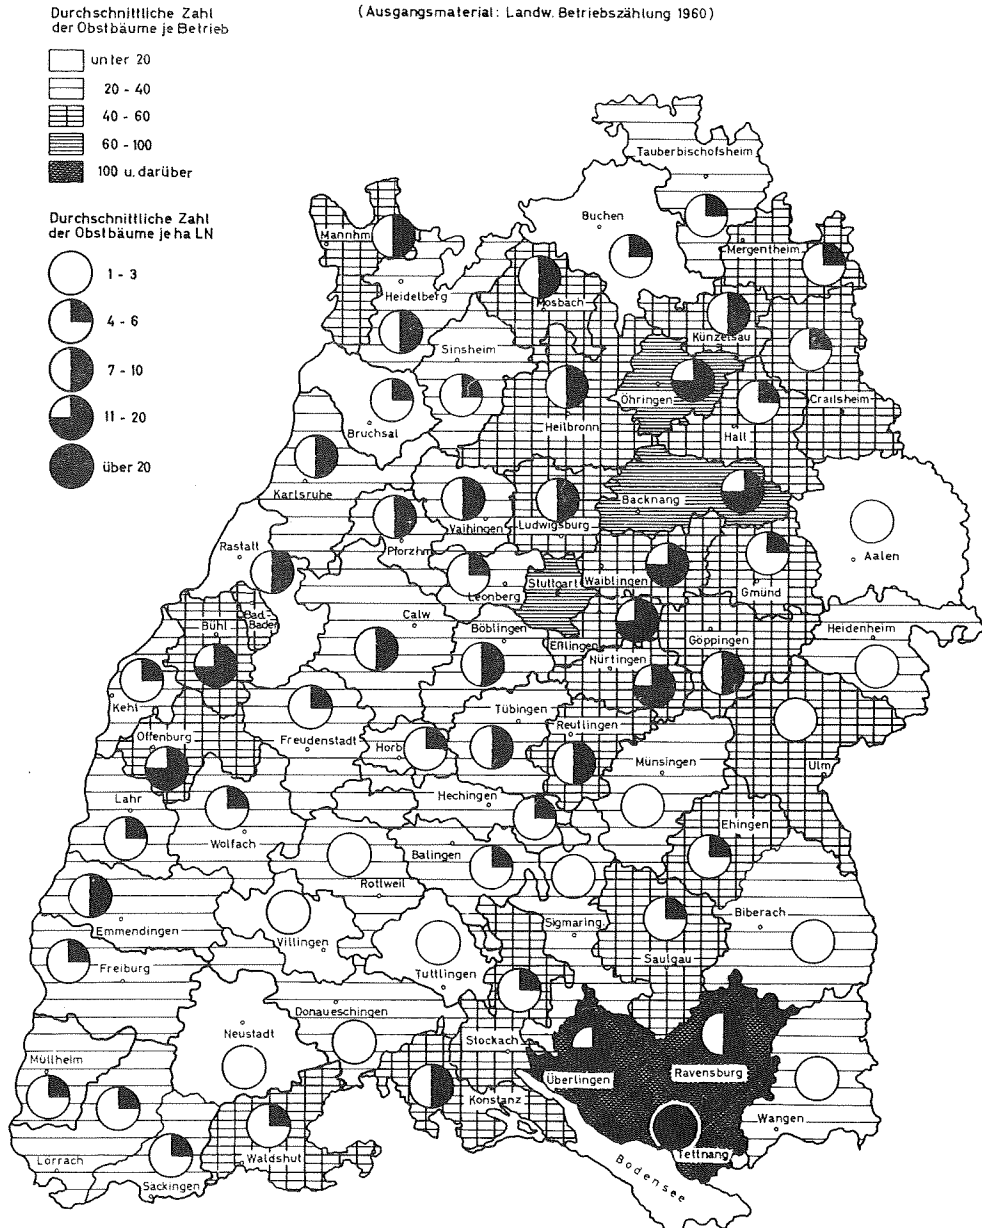 Durchschnittliche Zahl
der Obstbäume je Betrieb
(Ausgangsmaterial: Landw. Betriebszählung 1960)
unter 20
20 - 40
40 - 60
60 - 100
100 u. darüber
Durchschnittliche Zahl
der Obstbäume je ha LN
1 - 3
4 - 6
7 - 10
11 - 20
über 20
Tauberbischofsheim
Buchen
Mannhm.
Mergentheim
Heidelberg
Mosbach
Künzelsau
Sinsheim
Öhringen
Crailsheim
Bruchsal
Heilbronn
Hall
Karlsruhe
Backnang
Vaihingen
Ludwigsburg
Pforzhm.
Rastatt
Aalen
Leonberg
Stuttgart
Waiblingen
Gmünd
Bad-
Baden
Bühl
Calw
Böblingen
Eßlingen
Nürtingen
Göppingen
Heidenheim
Kehl
Tübingen
Offenburg
Freudenstadt
Horb
Reutlingen
Münsingen
Ulm
Lahr
Hechingen
Wolfach
Balingen
Ehingen
Rottweil
Emmendingen
Villingen
Sigmaring.
Biberach
Freiburg
Tuttlingen
Saulgau
Donaueschingen
Neustadt
Stockach
Müllheim
Überlingen
Ravensburg
Konstanz
Wangen
Tettnang
Lörrach
Waldshut
Säckingen
Bodensee